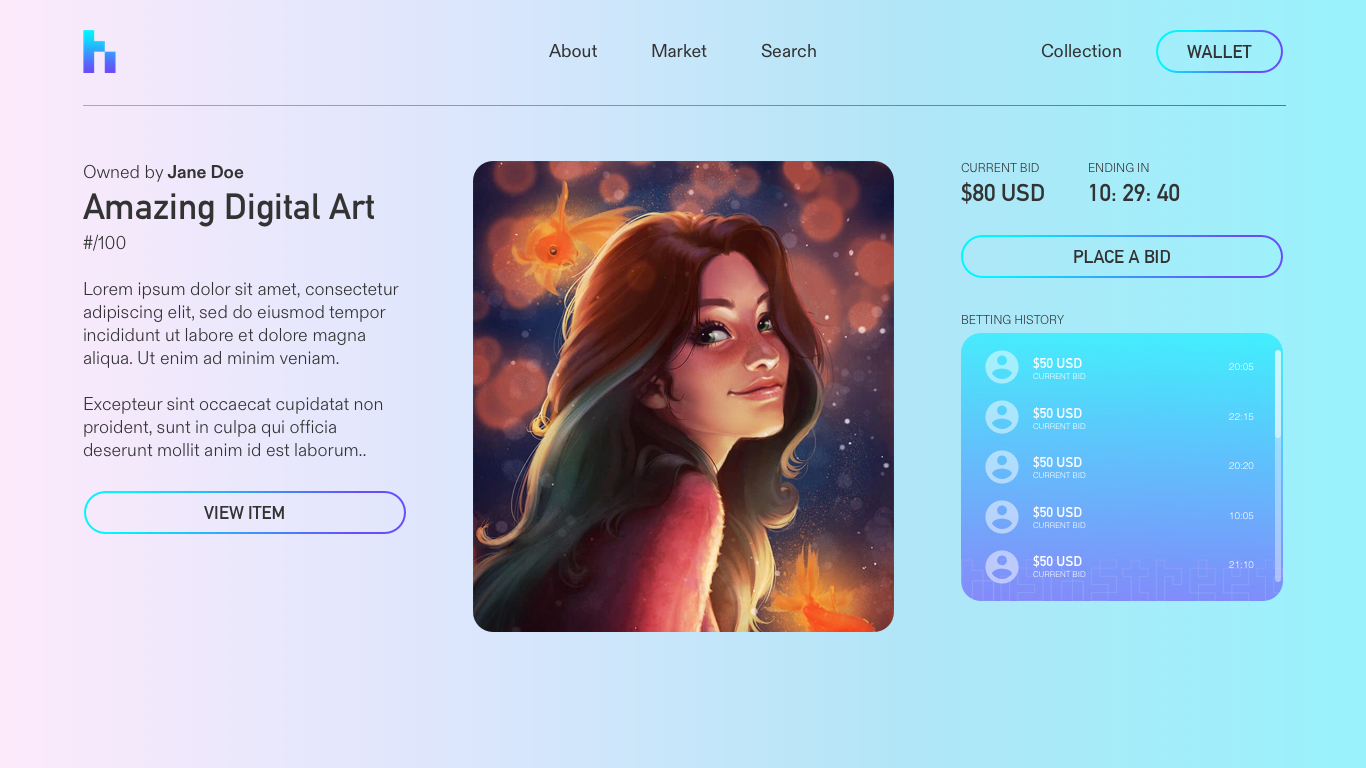 About
Market
Search
Collection
WALLET
Owned by Jane Doe
Amazing Digital Art
#/100
Lorem ipsum dolor sit amet, consectetur
adipiscing elit, sed do eiusmod tempor
incididunt ut labore et dolore magna
aliqua. Ut enim ad minim veniam.
Excepteur sint occaecat cupidatat non
proident, sunt in culpa qui officia
deserunt mollit anim id est laborum..
VIEW ITEM
CURRENT BID
$80 USD
ENDING IN
10: 29: 40
PLACE A BID
BETTING HISTORY
$50 USD
CURRENT BID
20:05
$50 USD
CURRENT BID
22:15
$50 USD
CURRENT BID
20:20
$50 USD
CURRENT BID
10:05
$50 USD
CURRENT BID
21:10